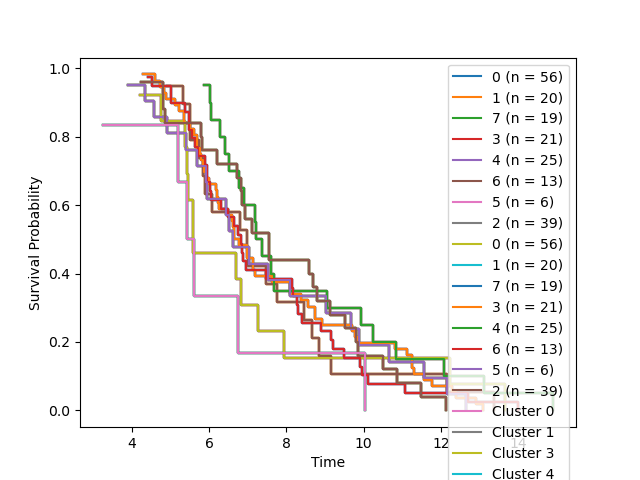 1.0
0.8
0.6
0.4
0.2
0.0
Survival Probability
4
6
8
10
12
14
Time
0 (n = 56)
1 (n = 20)
7 (n = 19)
3 (n = 21)
4 (n = 25)
6 (n = 13)
5 (n = 6)
2 (n = 39)
0 (n = 56)
1 (n = 20)
7 (n = 19)
3 (n = 21)
4 (n = 25)
6 (n = 13)
5 (n = 6)
2 (n = 39)
Cluster 0
Cluster 1
Cluster 3
Cluster 4